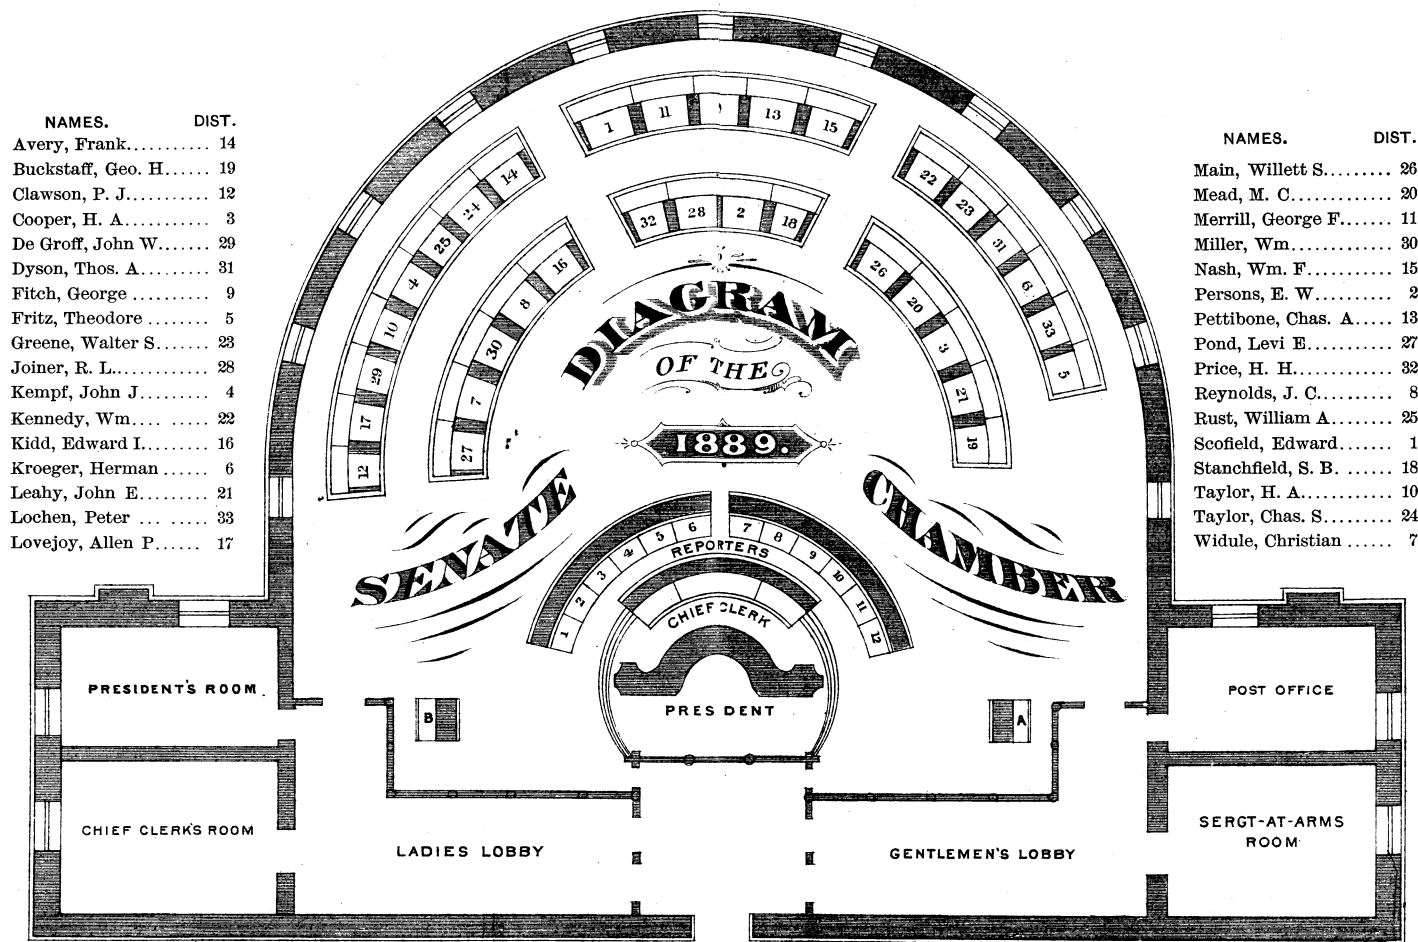 NAMES. DIST.
Avery, Frank.......... 14
Buckstaff, Geo. H...... 19
Clawson, P. J.......... 12
Cooper, H. A.......... 3
De Groff, John W....... 29
Dyson, Thos. A......... 31
Fitch, George .......... 9
Fritz, Theodore ........ 5
Greene, Walter S....... 23
Joiner, R. L............ 28
Kempf, John J......... 4
Kennedy, Wm.... ...... 22
Kidd, Edward I......... 16
Kroeger, Herman ...... 6
Leahy, John E......... 21
Lochen, Peter ... ...... 33
Lovejoy, Allen P...... 17
NAMES. DIST.
Main, Willett S......... 26
Mead, M. C............. 20
Merrill, George F....... 11
Miller, Wm............. 30
Nash, Wm. F........... 15
Persons, E. W.......... 2
Pettibone, Chas. A..... 13
Pond, Levi E........... 27
Price, H. H............. 32
Reynolds, J. C.......... 8
Rust, William A........ 25
Scofield, Edward....... 1
Stanchfield, S. B. ...... 18
Taylor, H. A............ 10
Taylor, Chas. S......... 24
Widule, Christian ...... 7
1 11 13 15
14 24 25 4 10 29 17 12
22 23 31 6 33 5
32 28 2 18
16 8 30 7 27
26 20 3 21 19
DIAGRAM
OF THE
1889.
SENATE CHAMBER
1 2 3 4 5 6 7 8 9 10 11 12
REPORTERS
CHIEF CLERK
PRES DENT
PRESIDENT'S ROOM.
B
A
POST OFFICE
CHIEF CLERK'S ROOM
LADIES LOBBY
GENTLEMEN'S LOBBY
SERGT-AT-ARMS
ROOM